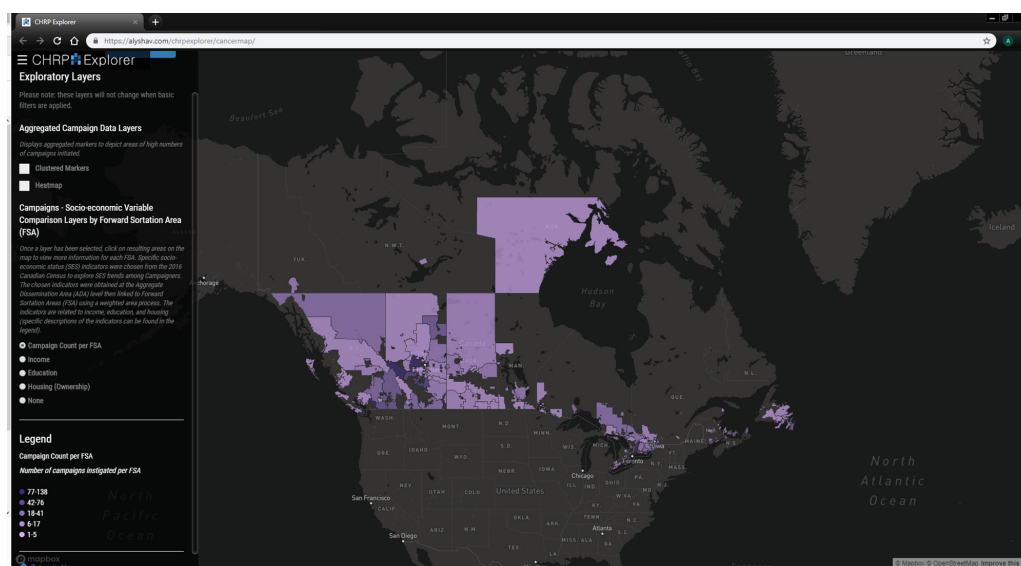 CHRP Explorer
https://alyshav.com/chrpexplorer/cancermap/
A
CHRP Explorer
Exploratory Layers
Please note: these layers will not change when basic
filters are applied.
Aggregated Campaign Data Layers
Displays aggregated markers to depict areas of high numbers
of campaigns initiated.
Clustered Markers
Heatmap
Campaigns - Socio-economic Variable
Comparison Layers by Forward Sortation Area
(FSA)
Once a layer has been selected, click on resulting areas on the
map to view more information for each FSA. Specific socio-
economic status (SES) indicators were chosen from the 2016
Canadian Census to explore SES trends among Campaigners.
The chosen indicators were obtained at the Aggregate
Dissemination Area (ADA) level then linked to Forward
Sortation Areas (FSA) using a weighted area process. The
indicators are related to income, education, and housing
(specific descriptions of the indicators can be found in the
legend).
Campaign Count per FSA
Income
Education
Housing (Ownership)
None
Legend
Campaign Count per FSA
Number of campaigns instigated per FSA
77-138
42-76
18-41
6-17
1-5
mapbox
Greenland
Beaufort Sea
Iceland
N.W.T.
YUK.
Hudson
Bay
Canada
MAN.
N.L.
QUE.
WASH.
MONT.
N.D.
MINN.
ORE.
IDAHO
WYO.
S.D.
WIS.
MICH.
Toronto
VT.
MAINE
N.S.
N.Y.
MASS.
NEBR.
IOWA
Chicago
PA.
NEV.
UTAH
COLO.
United States
ILL.
IND.
OHIO
MD.
N.J.
San Francisco
CALIF.
KY.
W.VA.
VA.
OKLA.
TENN.
N.C.
San Diego
ARIZ.
N.M.
ARK.
Atlanta
S.C.
MISS.
ALA.
GA.
TEX.
LA.
North
Atlantic
Ocean
North
Pacific
Ocean
© Mapbox © OpenStreetMap Improve this